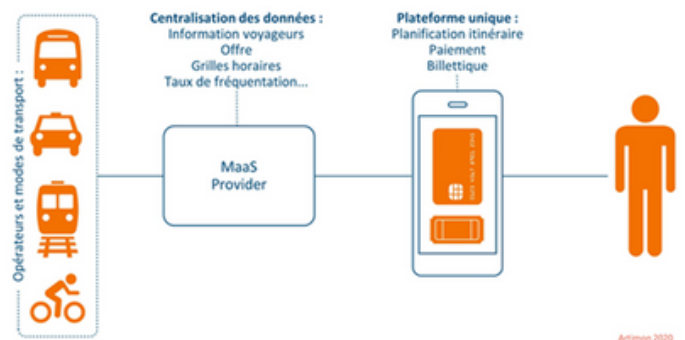 Opérateurs et modes de transport :
Centralisation des données :
Information voyageurs
Offre
Grilles horaires
Taux de fréquentation...
MaaS
Provider
Plateforme unique :
Planification itinéraire
Paiement
Billettique
Artimon 2020